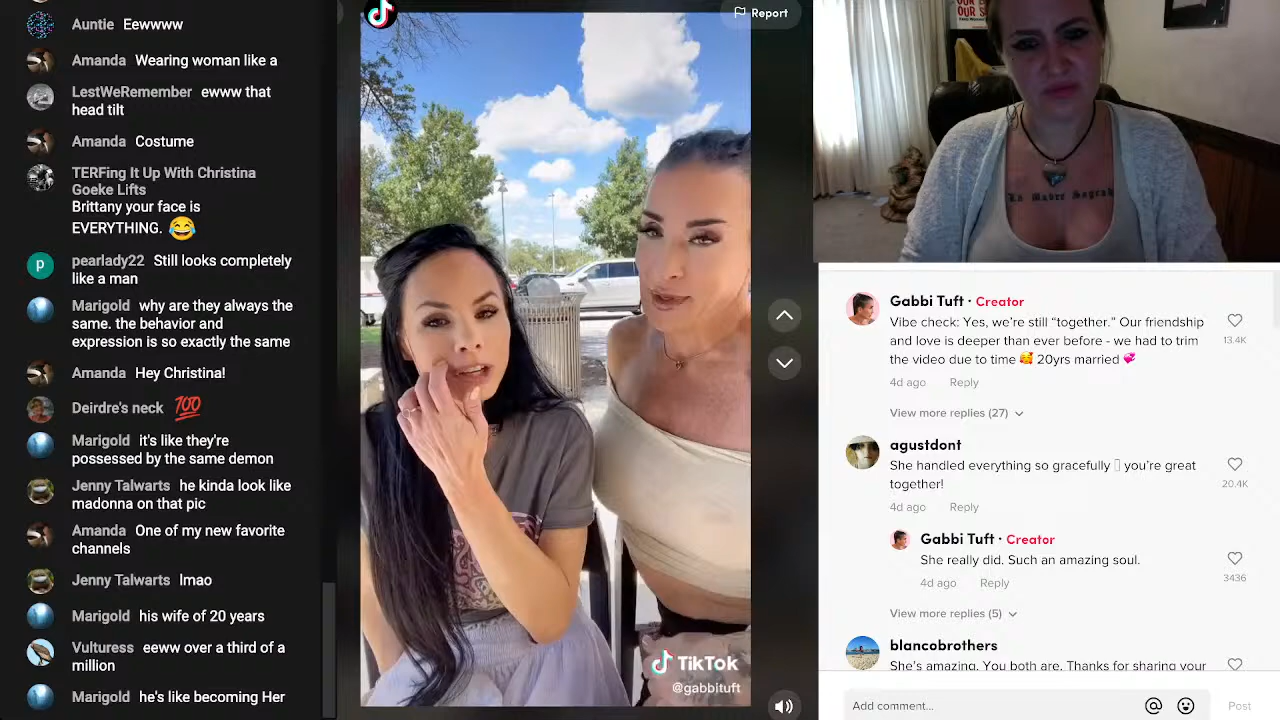 Auntie Eewwww
Amanda Wearing woman like a
LestWeRemember ewww that
head tilt
Amanda Costume
TERFing It Up With Christina
Goeke Lifts
Brittany your face is
EVERYTHING. 😂
p
pearlady22 Still looks completely
like a man
Marigold why are they always the
same. the behavior and
expression is so exactly the same
Amanda Hey Christina!
Deirdre's neck 💯
Marigold it's like they're
possessed by the same demon
Jenny Talwarts he kinda look like
madonna on that pic
Amanda One of my new favorite
channels
Jenny Talwarts lmao
Marigold his wife of 20 years
Vulturess eeww over a third of a
million
Marigold he's like becoming Her
Report
TikTok
@gabbituft
La Madre Sagrad
Gabbi Tuft · Creator
Vibe check: Yes, we're still “together.” Our friendship
and love is deeper than ever before - we had to trim
the video due to time 🥰 20yrs married 💞
13.4K
4d ago Reply
View more replies (27)
agustdont
She handled everything so gracefully ▯ you're great
together!
20.4K
4d ago Reply
Gabbi Tuft · Creator
She really did. Such an amazing soul.
3436
4d ago Reply
View more replies (5)
blancobrothers
She's amazing. You both are. Thanks for sharing your
Add comment...
Post